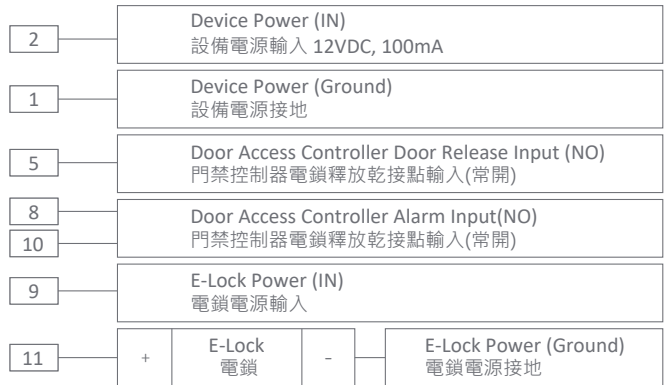 2
Device Power (IN)
設備電源輸入 12VDC, 100mA
1
Device Power (Ground)
設備電源接地
5
Door Access Controller Door Release Input (NO)
門禁控制器電鎖釋放乾接點輸入(常開)
8
10
Door Access Controller Alarm Input(NO)
門禁控制器電鎖釋放乾接點輸入(常開)
9
E-Lock Power (IN)
電鎖電源輸入
11
+
E-Lock
電鎖
-
E-Lock Power (Ground)
電鎖電源接地